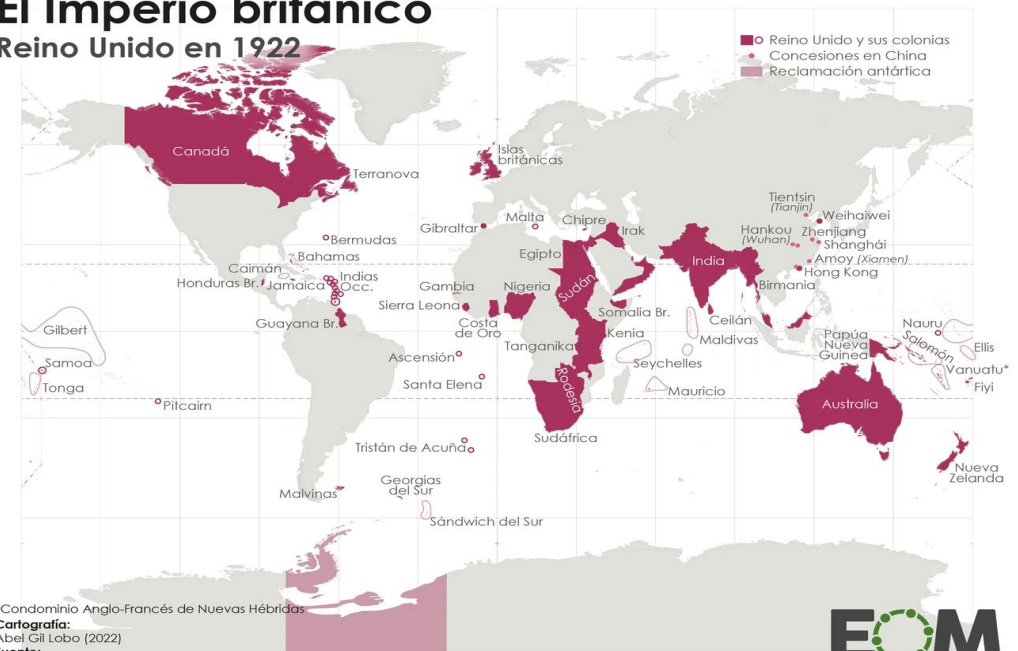 El Imperio británico
Reino Unido en 1922
Reino Unido y sus colonias
Concesiones en China
Reclamación antártica
Canadá
Terranova
Islas
británicas
Bermudas
Bahamas
Caimán
Honduras Br.
Jamaica
Indias
Occ.
Guayana Br.
Gibraltar
Malta
Chipre
Irak
Egipto
Sudán
Gambia
Nigeria
Sierra Leona
Costa
de Oro
Somalia Br.
Kenia
Tanganika
Rodesia
Sudáfrica
Ascensión
Santa Elena
Tristán de Acuña
Georgias
del Sur
Sándwich del Sur
Malvinas
Seychelles
Mauricio
Maldivas
Ceilán
India
Birmania
Tientsin
(Tianjin)
Weihaiwei
Hankou
(Wuhan)
Zhenjiang
Shanghái
Amoy (Xiamen)
Hong Kong
Papúa
Nueva
Guinea
Nauru
Salomón
Ellis
Vanuatu*
Fiyi
Australia
Nueva
Zelanda
Gilbert
Samoa
Tonga
Pitcairn
Condominio Anglo-Francés de Nuevas Hébridas
Cartografía:
Abel Gil Lobo (2022)
EOM